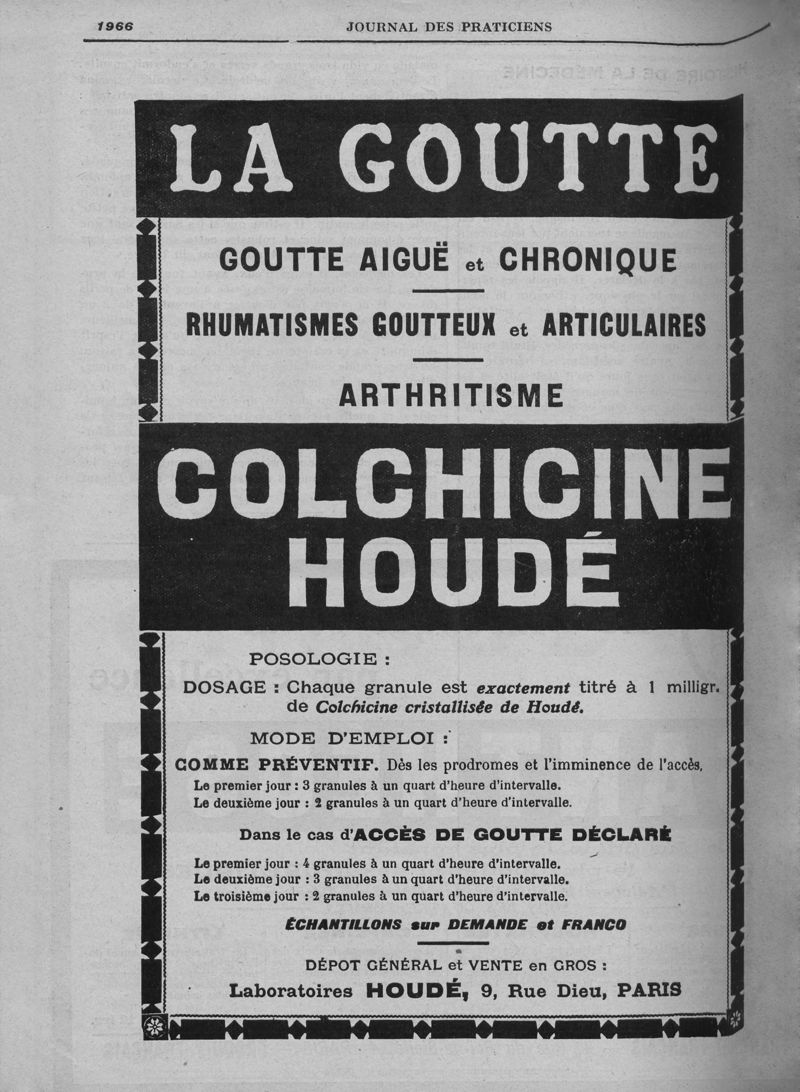 1966
JOURNAL DES PRATICIENS
LA GOUTTE
GOUTTE AIGUË et CHRONIQUE
RHUMATISMES GOUTTEUX et ARTICULAIRES
ARTHRITISME
COLCHICINE
HOUDÉ
POSOLOGIE :
DOSAGE : Chaque granule est exactement titré à 1 milligr.
de Colchicine cristallisée de Houdé.
MODE D'EMPLOI :
COMME PRÉVENTIF. Dès les prodromes et l'imminence de l'accès,
Le premier jour : 3 granules à un quart d'heure d'intervalle.
Le deuxième jour : 2 granules à un quart d'heure d'intervalle.
Dans le cas d'ACCÈS DE GOUTTE DÉCLARÉ
Le premier jour : 4 granules à un quart d'heure d'intervalle.
Le deuxième jour : 3 granules à un quart d'heure d'intervalle.
Le troisième jour : 2 granules à un quart d'heure d'intervalle.
ÉCHANTILLONS sur DEMANDE et FRANCO
DÉPOT GÉNÉRAL et VENTE en GROS :
Laboratoires HOUDÉ, 9, Rue Dieu, PARIS